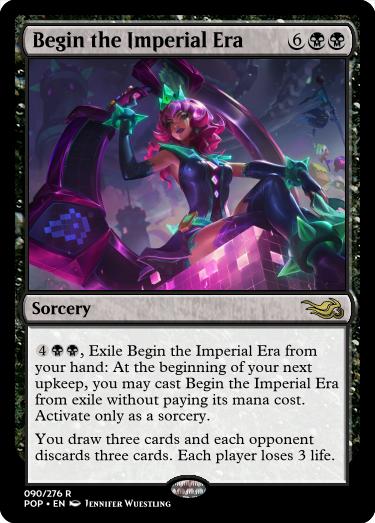 Begin the Imperial Era 6
Sorcery
4, Exile Begin the Imperial Era from
your hand: At the beginning of your next
upkeep, you may cast Begin the Imperial Era
from exile without paying its mana cost.
Activate only as a sorcery.
You draw three cards and each opponent
discards three cards. Each player loses 3 life.
090/276 R
POP • EN Jennifer Wuestling